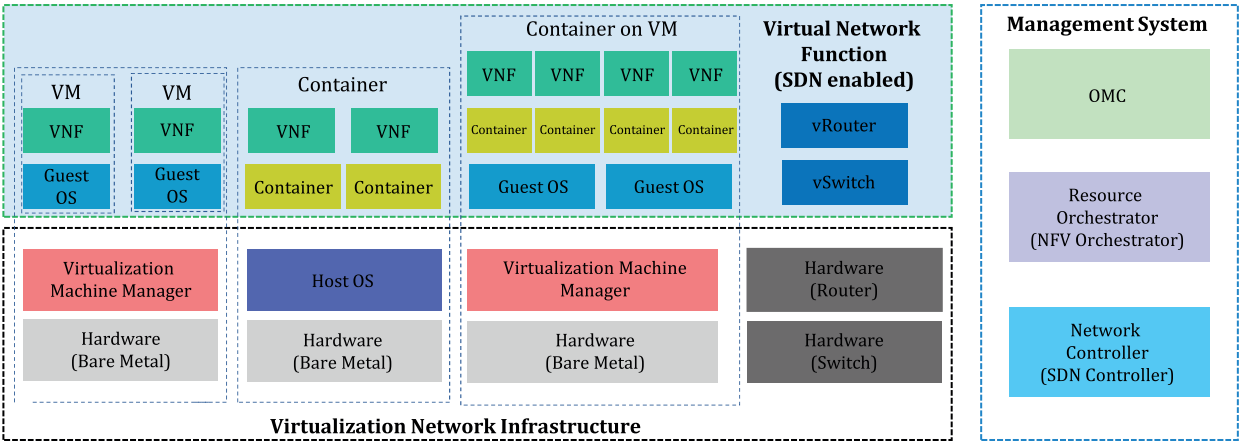 VM
VNF
Guest
OS
VM
VNF
Guest
OS
Container
VNF
VNF
Container
Container
Container on VM
VNF
VNF
VNF
VNF
Container
Container
Container
Container
Guest OS
Guest OS
Virtual Network
Function
(SDN enabled)
vRouter
vSwitch
Virtualization
Machine Manager
Hardware
(Bare Metal)
Host OS
Hardware
(Bare Metal)
Virtualization Machine
Manager
Hardware
(Bare Metal)
Hardware
(Router)
Hardware
(Switch)
Virtualization Network Infrastructure
Management System
OMC
Resource
Orchestrator
(NFV Orchestrator)
Network
Controller
(SDN Controller)